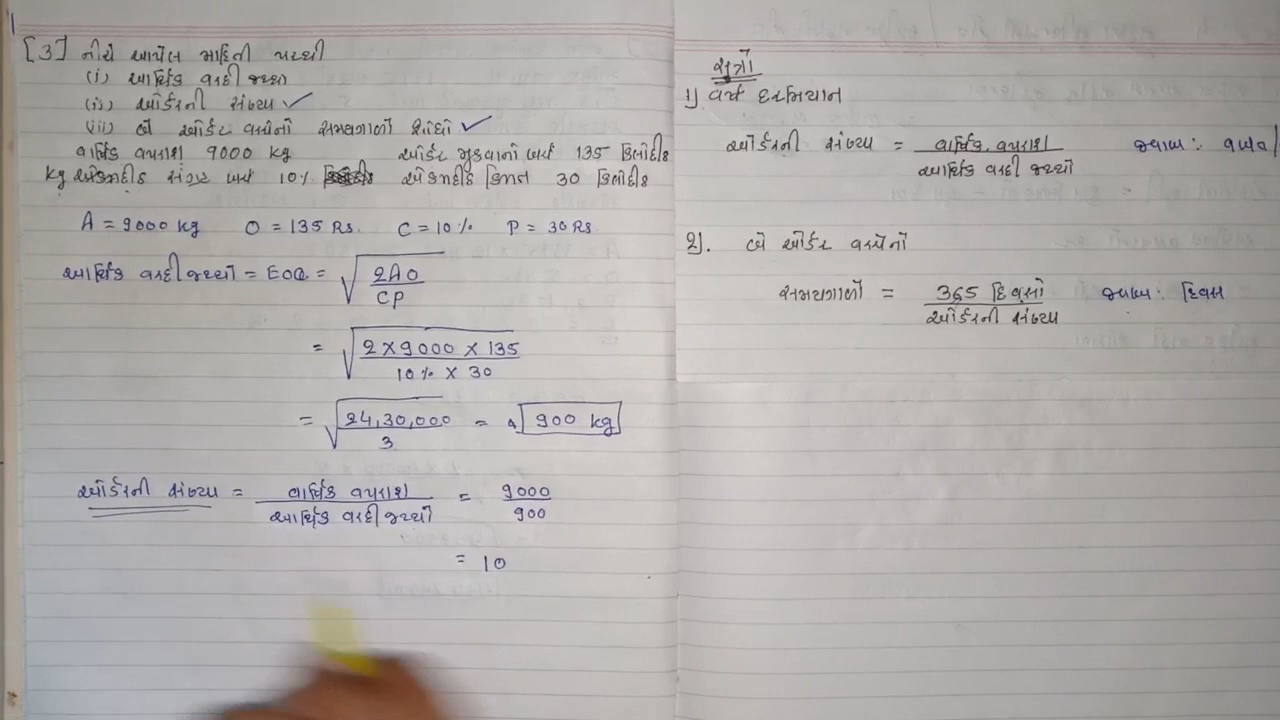 [3] નીચે આપેલ માહિતી પરથી
(i) આર્થિક વરદી જથ્થો
(ii) ઓર્ડરની સંખ્યા ✓
(iii) બે ઓર્ડર વચ્ચેનો સમયગાળો શોધો ✓
વાર્ષિક વપરાશ 9000 kg ઓર્ડર મુકવાનો ખર્ચ 135
kg એકમદીઠ સંગ્રહ ખર્ચ 10% એકમદીઠ કિંમત 30
A = 9000 kg O = 135 Rs. C = 10% P = 30 Rs
આર્થિક વરદી જથ્થો = EOQ = √(2AO / CP)
= √(2 × 9000 × 135 / 10% × 30)
= √(24,30,000 / 3) = 900 kg
ઓર્ડરની સંખ્યા = વાર્ષિક વપરાશ / આર્થિક વરદી જથ્થો = 9000 / 900
= 10
સૂત્રો
1) વર્ષ દરમિયાન
ઓર્ડરની સંખ્યા = વાર્ષિક વપરાશ / આર્થિક વરદી જથ્થો જવાબ:
2). બે ઓર્ડર વચ્ચેનો
સમયગાળો = 365 દિવસો / ઓર્ડરની સંખ્યા જવાબ: દિવસ